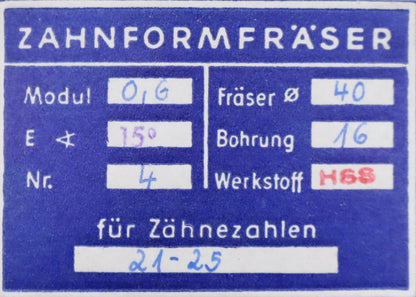 ZAHNFORMFRÄSER
Modul 0,6 Fräser ø 40
E ∢ 15° Bohrung 16
Nr. 4 Werkstoff HSS
für Zähnezahlen
21-25